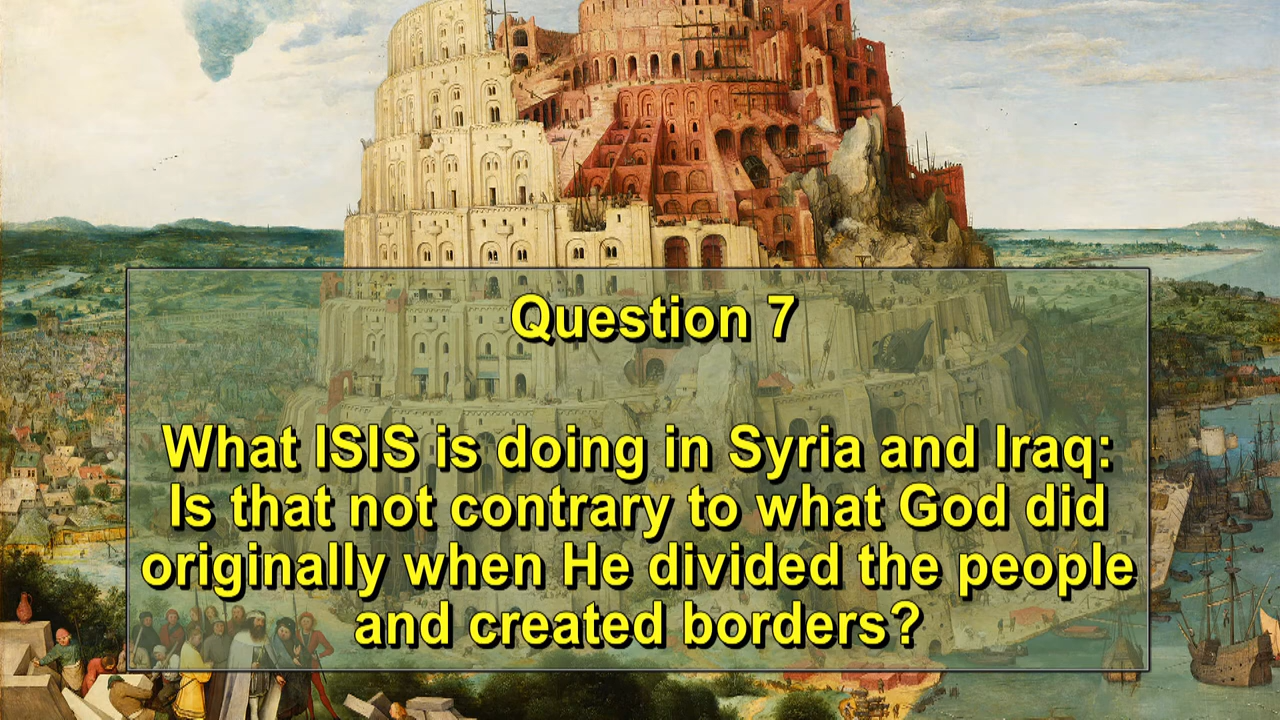 Question 7
What ISIS is doing in Syria and Iraq:
Is that not contrary to what God did
originally when He divided the people
and created borders?